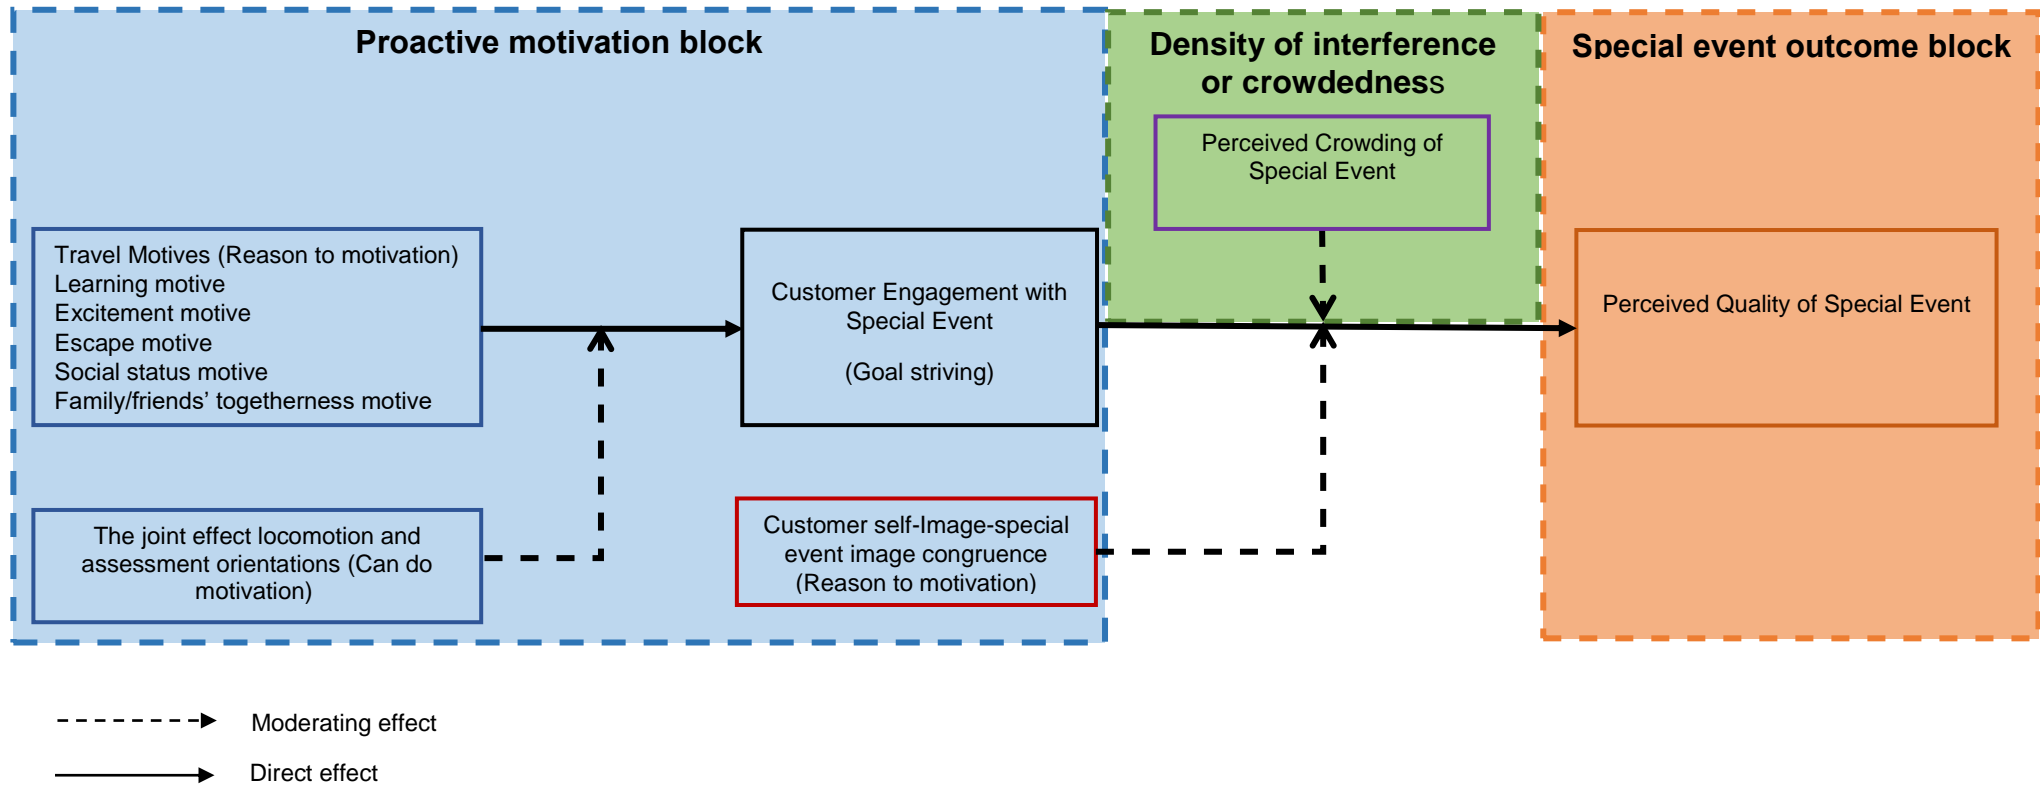 Proactive motivation block
Density of interference
or crowdedness
Special event outcome block
Perceived Crowding of
Special Event
Travel Motives (Reason to motivation)
Learning motive
Excitement motive
Escape motive
Social status motive
Family/friends’ togetherness motive
Customer Engagement with
Special Event
(Goal striving)
Perceived Quality of Special Event
The joint effect locomotion and
assessment orientations (Can do
motivation)
Customer self-Image-special
event image congruence
(Reason to motivation)
Moderating effect
Direct effect